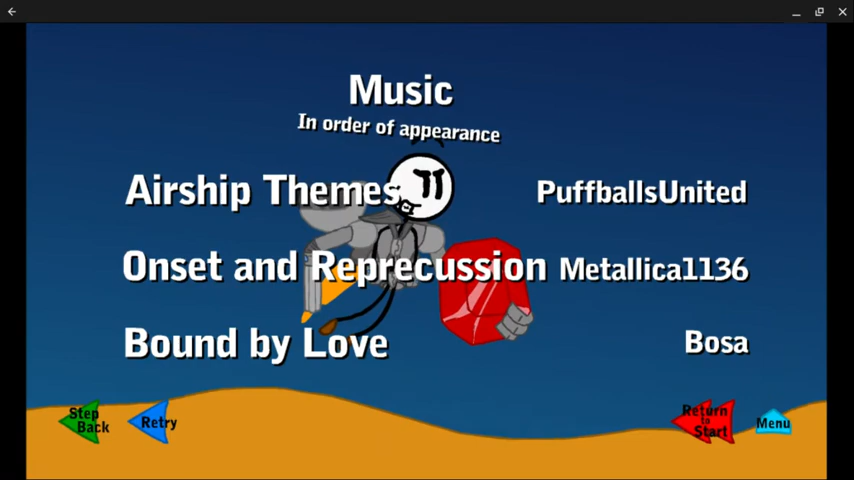 Music
In order of appearance
Airship Themes PuffballsUnited
Onset and Reprecussion Metallica1136
Bound by Love Bosa
Step Back
Retry
Return to Start
Menu